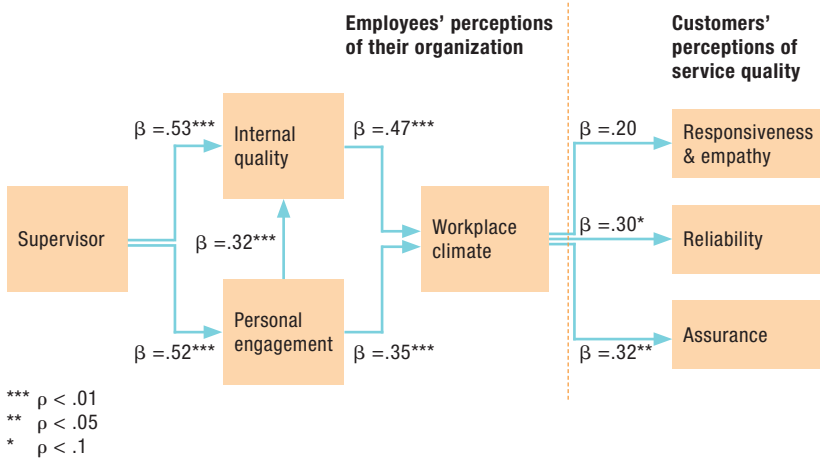 Employees' perceptions
of their organization
Customers'
perceptions of
service quality
β =.53***
Internal
quality
β =.47***
β =.20
Responsiveness
& empathy
Supervisor
β =.32***
Workplace
climate
β =.30*
Reliability
β =.52***
Personal
engagement
β =.35***
β =.32**
Assurance
*** ρ < .01
** ρ < .05
* ρ < .1